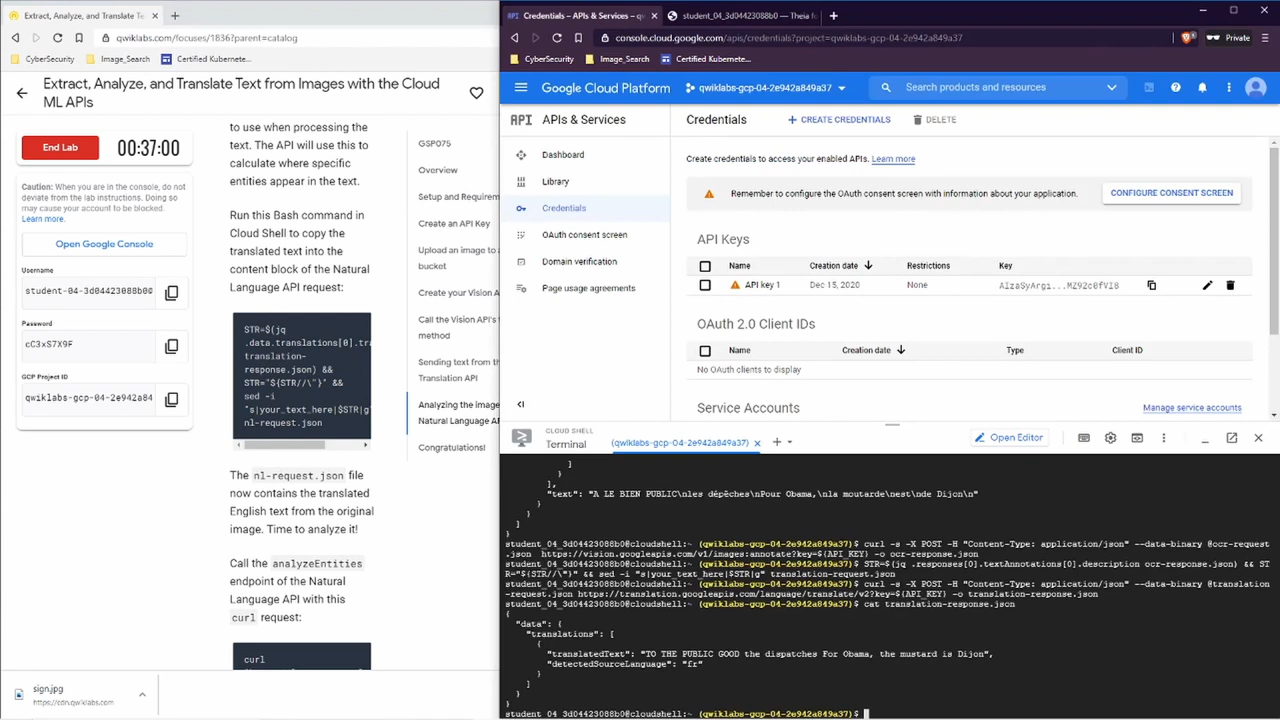 Extract, Analyze, and Translate Text
qwiklabs.com/focuses/1836?parent=catalog
CyberSecurity
Image_Search
Certified Kubernete...
Extract, Analyze, and Translate Text from Images with the Cloud
ML APIs
End Lab
00:37:00
Caution: When you are in the console, do not
deviate from the lab instructions. Doing so
may cause your account to be blocked.
Learn more.
Open Google Console
Username
student-04-3d04423088b0@
Password
cC3xS7X9F
GCP Project ID
qwiklabs-gcp-04-2e942a84
to use when processing the
text. The API will use this to
calculate where specific
entities appear in the text.
Run this Bash command in
Cloud Shell to copy the
translated text into the
content block of the Natural
Language API request:
STR=$(jq
.data.translations[0].tra
translation-
response.json) &&
STR="${STR//\"}" &&
sed -i
"s|your_text_here|$STR|g"
nl-request.json
The nl-request.json file
now contains the translated
English text from the original
image. Time to analyze it!
Call the analyzeEntities
endpoint of the Natural
Language API with this
curl request:
curl
GSP075
Overview
Setup and Requirem
Create an API Key
Upload an image to a
bucket
Create your Vision A
Call the Vision API's t
method
Sending text from th
Translation API
Analyzing the image
Natural Language AP
Congratulations!
sign.jpg
https://cdn.qwiklabs.com
API Credentials – APIs & Services – qw
student_04_3d04423088b0 – Theia
console.cloud.google.com/apis/credentials?project=qwiklabs-gcp-04-2e942a849a37
Private
CyberSecurity
Image_Search
Certified Kubernete...
Google Cloud Platform
qwiklabs-gcp-04-2e942a849a37
Search products and resources
API APIs & Services
Dashboard
Library
Credentials
OAuth consent screen
Domain verification
Page usage agreements
Credentials
CREATE CREDENTIALS
DELETE
Create credentials to access your enabled APIs. Learn more
Remember to configure the OAuth consent screen with information about your application.
CONFIGURE CONSENT SCREEN
API Keys
Name Creation date Restrictions Key
API key 1 Dec 15, 2020 None AIzaSyArgi...MZ92c0fVI8
OAuth 2.0 Client IDs
Name Creation date Type Client ID
No OAuth clients to display
Service Accounts
Manage service accounts
CLOUD SHELL
Terminal
(qwiklabs-gcp-04-2e942a849a37)
Open Editor
]
}
],
"text": "A LE BIEN PUBLIC\nles dépêches\nPour Obama,\nla moutarde\nest\nde Dijon\n"
}
}
]
}
student_04_3d04423088b0@cloudshell:~ (qwiklabs-gcp-04-2e942a849a37)$ curl -s -X POST -H "Content-Type: application/json" --data-binary @ocr-request
.json https://vision.googleapis.com/v1/images:annotate?key=${API_KEY} -o ocr-response.json
student_04_3d04423088b0@cloudshell:~ (qwiklabs-gcp-04-2e942a849a37)$ STR=$(jq .responses[0].textAnnotations[0].description ocr-response.json) && ST
R="${STR//\"}" && sed -i "s|your_text_here|$STR|g" translation-request.json
student_04_3d04423088b0@cloudshell:~ (qwiklabs-gcp-04-2e942a849a37)$ curl -s -X POST -H "Content-Type: application/json" --data-binary @translation
-request.json https://translation.googleapis.com/language/translate/v2?key=${API_KEY} -o translation-response.json
student_04_3d04423088b0@cloudshell:~ (qwiklabs-gcp-04-2e942a849a37)$ cat translation-response.json
{
"data": {
"translations": [
{
"translatedText": "TO THE PUBLIC GOOD the dispatches For Obama, the mustard is Dijon",
"detectedSourceLanguage": "fr"
}
]
}
}
student_04_3d04423088b0@cloudshell:~ (qwiklabs-gcp-04-2e942a849a37)$